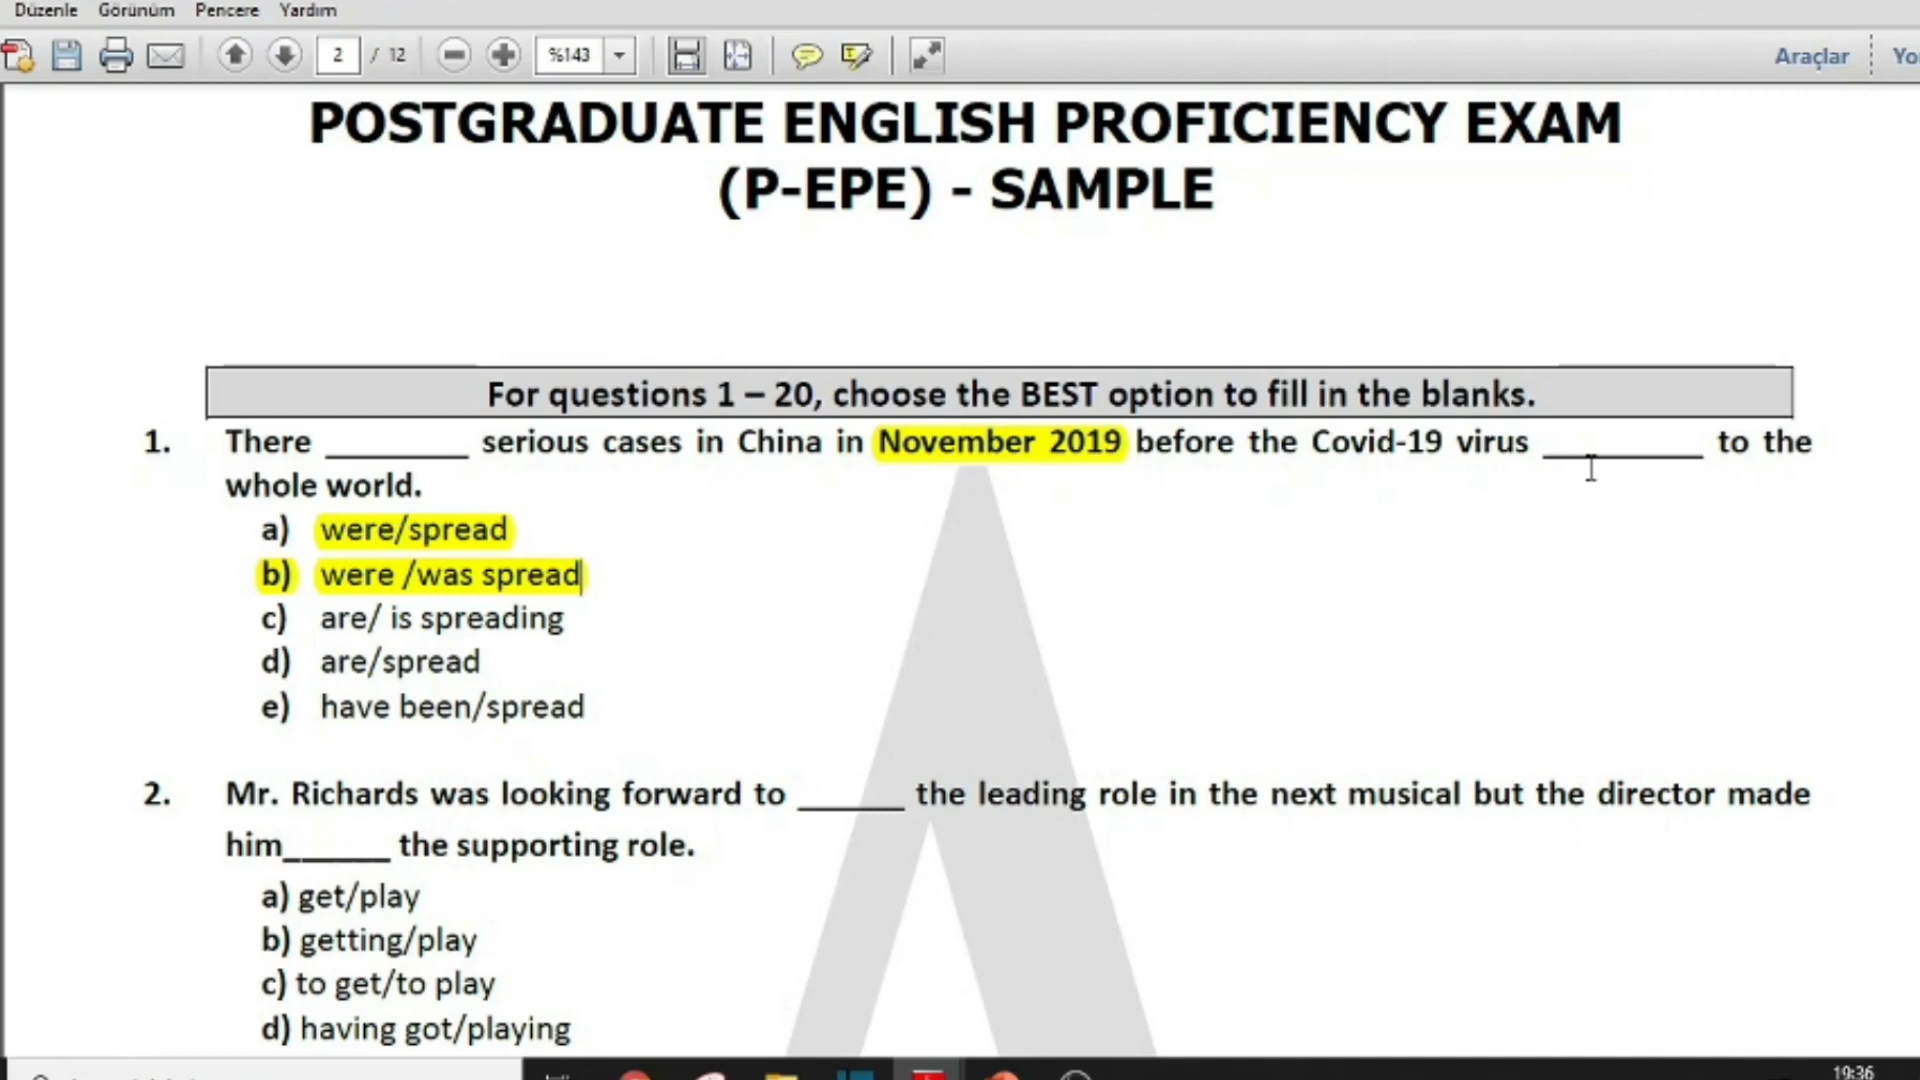 Düzenle Görünüm Pencere Yardım
2 / 12 %143 Araçlar
POSTGRADUATE ENGLISH PROFICIENCY EXAM
(P-EPE) - SAMPLE
For questions 1 – 20, choose the BEST option to fill in the blanks.
1. There ________ serious cases in China in November 2019 before the Covid-19 virus _________ to the
whole world.
a) were/spread
b) were /was spread
c) are/ is spreading
d) are/spread
e) have been/spread
2. Mr. Richards was looking forward to ______ the leading role in the next musical but the director made
him______ the supporting role.
a) get/play
b) getting/play
c) to get/to play
d) having got/playing
19:36